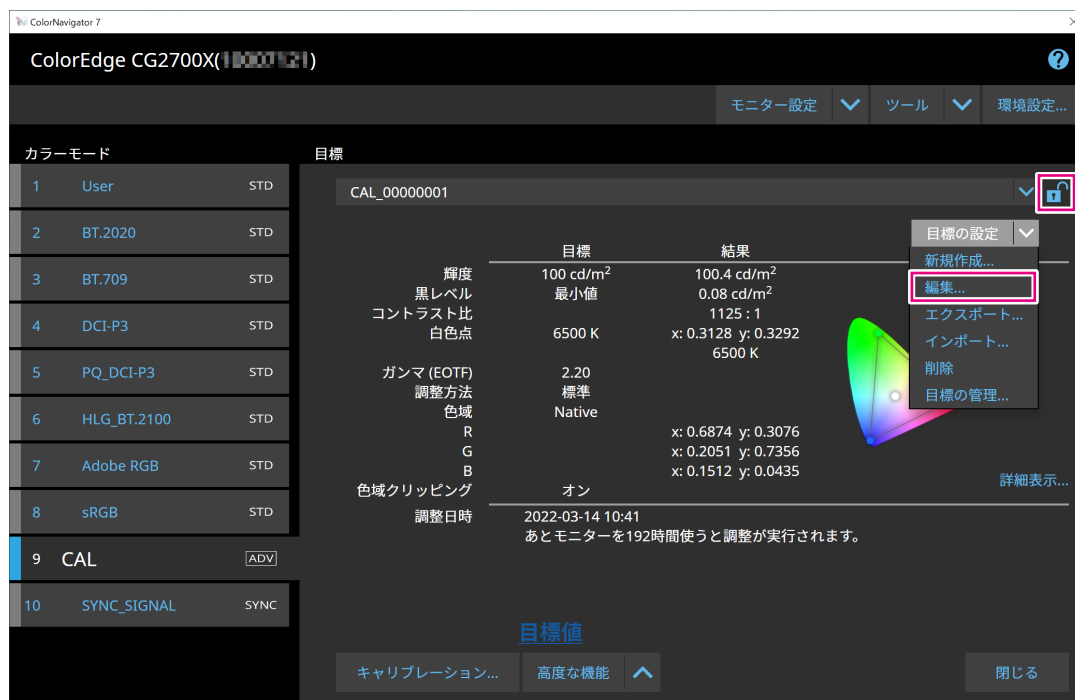 ColorNavigator 7
ColorEdge CG2700X( )
モニター設定 ツール 環境設定...
カラーモード
1 User STD
2 BT.2020 STD
3 BT.709 STD
4 DCI-P3 STD
5 PQ_DCI-P3 STD
6 HLG_BT.2100 STD
7 Adobe RGB STD
8 sRGB STD
9 CAL ADV
10 SYNC_SIGNAL SYNC
目標
CAL_00000001
目標の設定
新規作成...
編集...
エクスポート...
インポート...
削除
目標の管理...
目標 結果
輝度 100 cd/m² 100.4 cd/m²
黒レベル 最小値 0.08 cd/m²
コントラスト比 1125 : 1
白色点 6500 K x: 0.3128 y: 0.3292
6500 K
ガンマ (EOTF) 2.20
調整方法 標準
色域 Native
R x: 0.6874 y: 0.3076
G x: 0.2051 y: 0.7356
B x: 0.1512 y: 0.0435
色域クリッピング オン
詳細表示...
調整日時 2022-03-14 10:41
あとモニターを192時間使うと調整が実行されます。
目標値
キャリブレーション... 高度な機能 閉じる